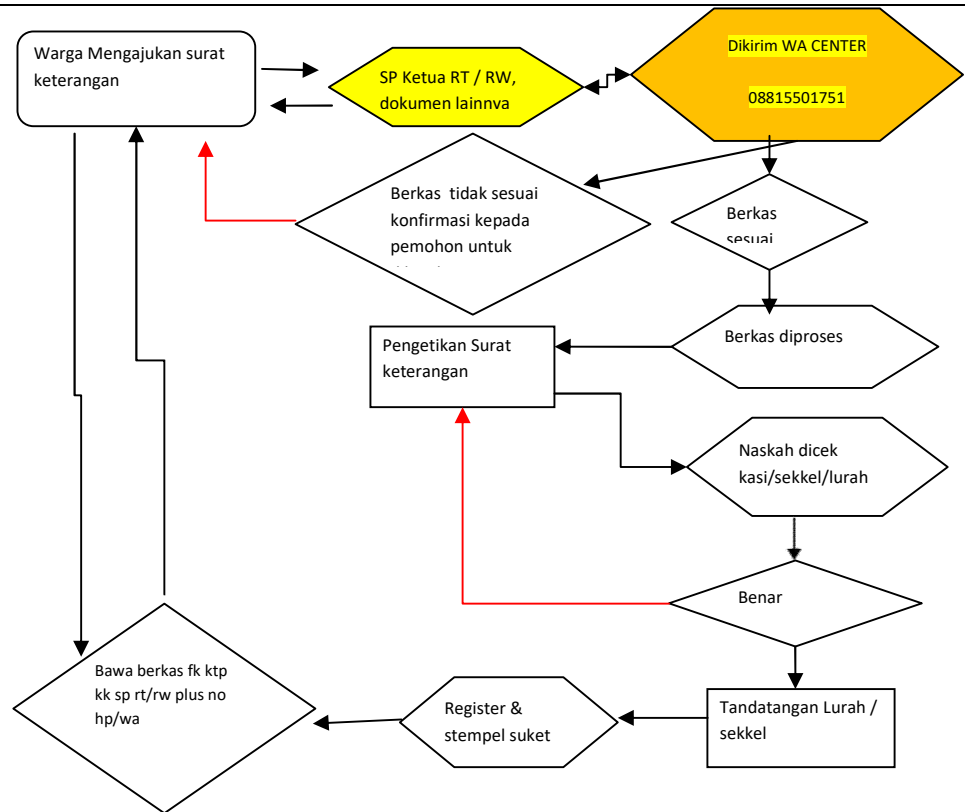 Warga Mengajukan surat
keterangan
SP Ketua RT / RW,
dokumen lainnya
Dikirim WA CENTER
08815501751
Berkas tidak sesuai
konfirmasi kepada
pemohon untuk
Berkas
sesuai
Berkas diproses
Pengetikan Surat
keterangan
Naskah dicek
kasi/sekkel/lurah
Benar
Bawa berkas fk ktp
kk sp rt/rw plus no
hp/wa
Register &
stempel suket
Tandatangan Lurah /
sekkel